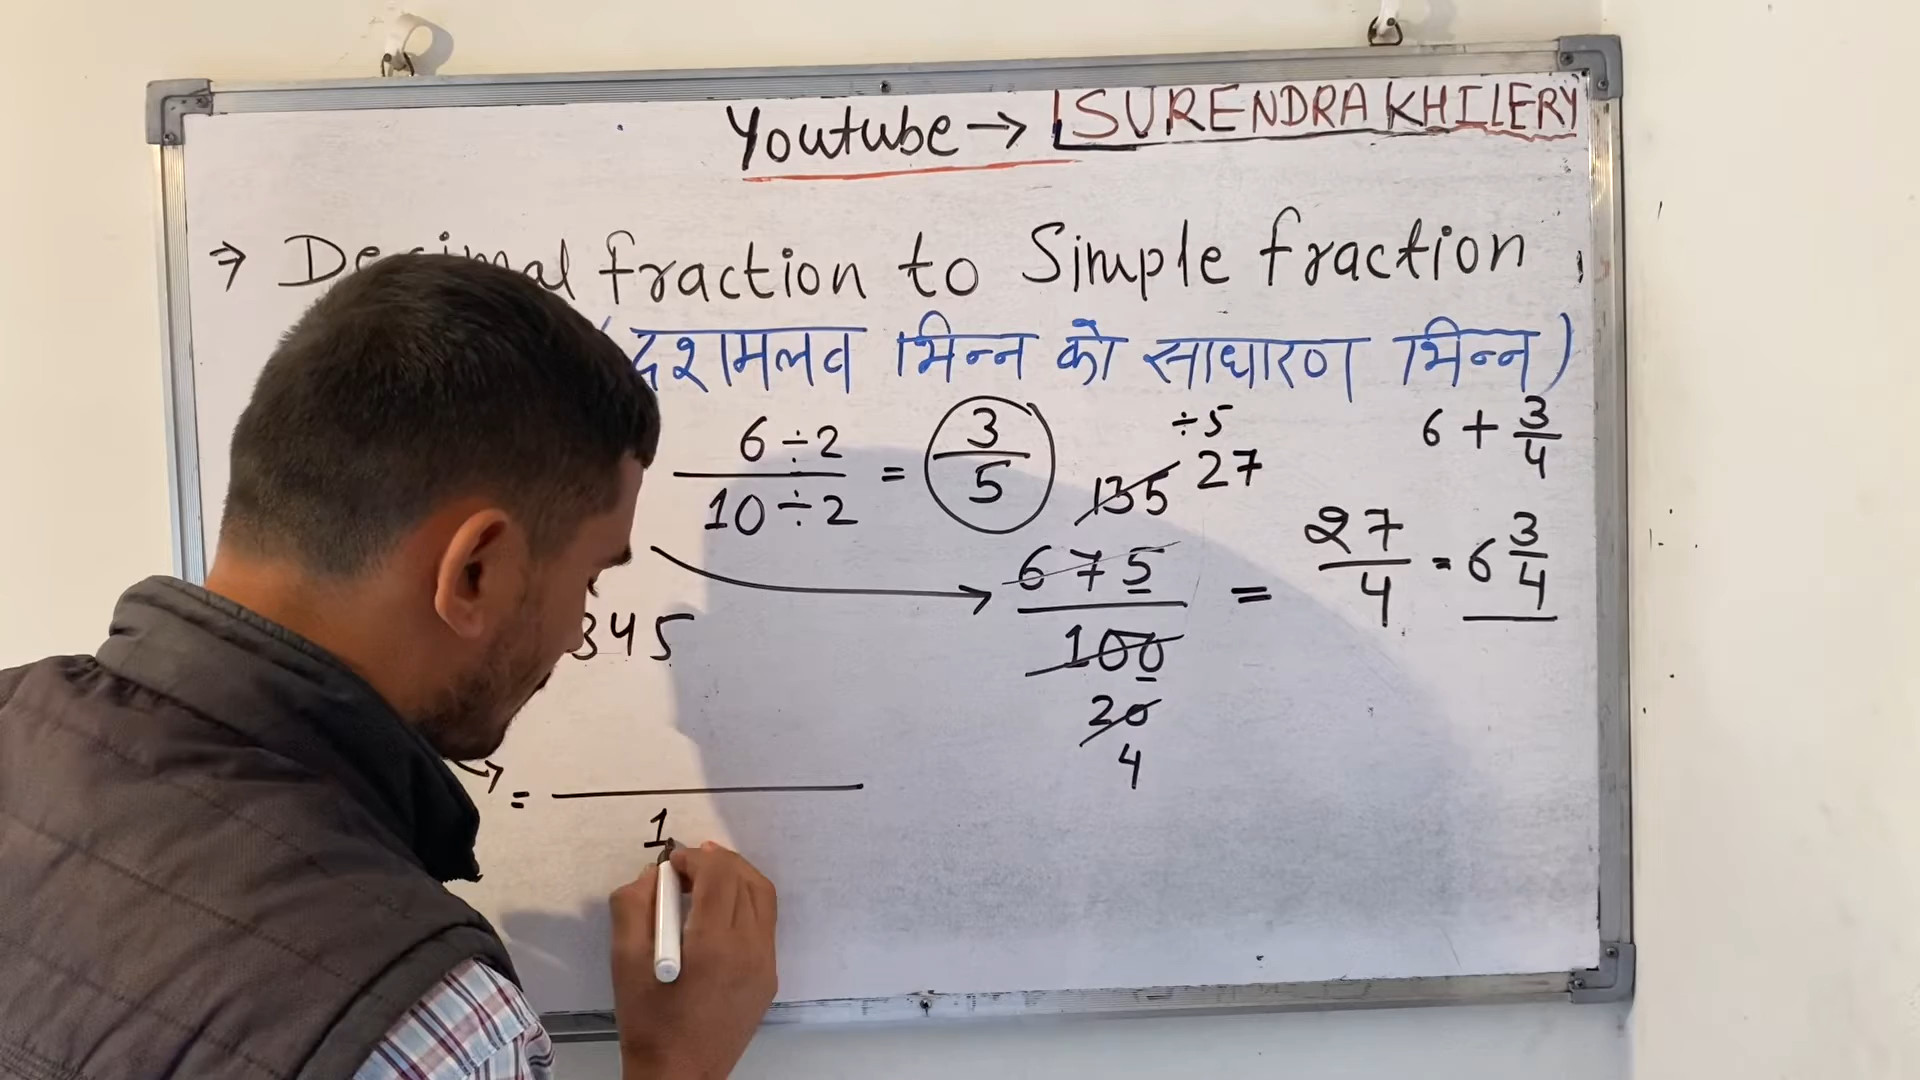 Youtube → SURENDRA KHILERY
⇒ Decimal fraction to Simple fraction
(दशमलव भिन्न को साधारण भिन्न)
6 ÷ 2
10 ÷ 2
=
3
5
÷5
135 27
675
100
20
4
=
27
4
= 6 3/4
6 + 3/4
345
=
1